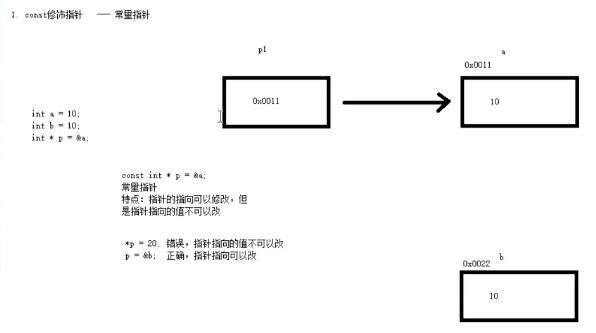 1. const修饰指针 —— 常量指针
p1
a
0x0011
0x0011
10
int a = 10;
int b = 10;
int * p = &a;
const int * p = &a;
常量指针
特点：指针的指向可以修改，但
是指针指向的值不可以改
*p = 20; 错误，指针指向的值不可以改
p = &b; 正确，指针指向可以改
b
0x0022
10